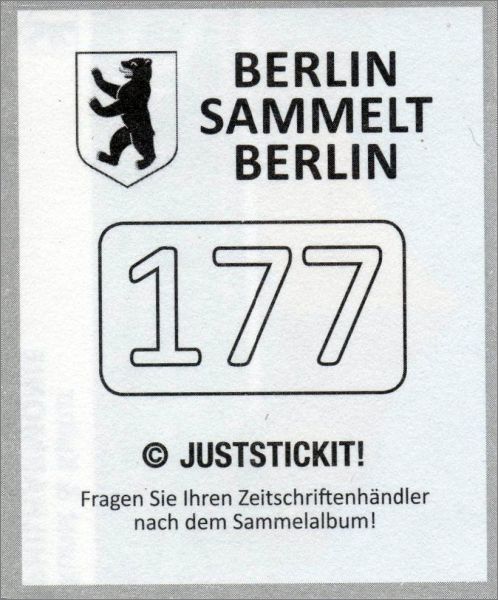 BERLIN
SAMMELT
BERLIN
177
© JUSTSTICKIT!
Fragen Sie Ihren Zeitschriftenhändler
nach dem Sammelalbum!